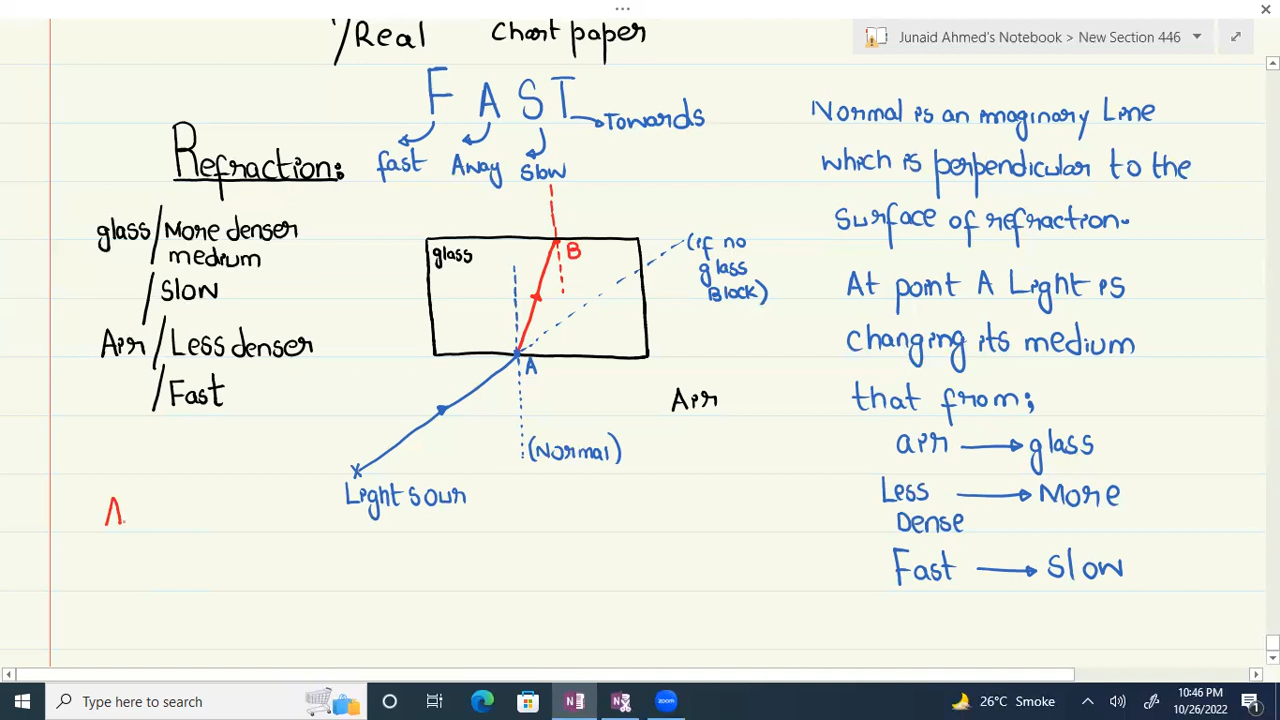 /Real Chart paper
Junaid Ahmed's Notebook > New Section 446
F A S T
Towards
fast Away Slow
Refraction:
glass/More denser
medium
/Slow
Air/Less denser
/Fast
glass
B
(if no
glass
Block)
A
Air
(Normal)
Light sour
Normal is an imaginary Line
which is perpendicular to the
surface of refraction.
At point A Light is
changing its medium
that from;
air → glass
Less → More
Dense
Fast → Slow
Type here to search
26°C Smoke
10:46 PM
10/26/2022